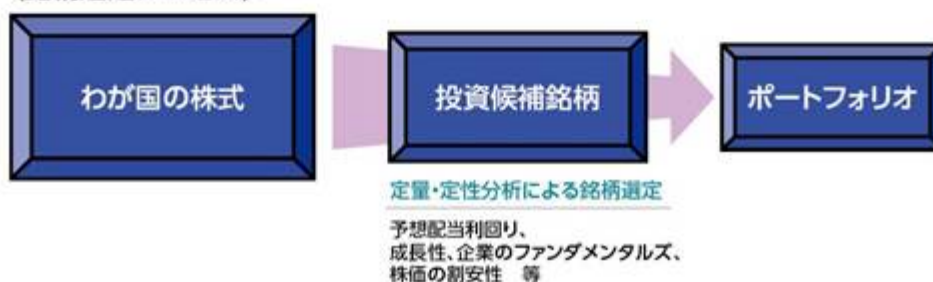 わが国の株式
投資候補銘柄
ポートフォリオ
定量・定性分析による銘柄選定
予想配当利回り、
成長性、企業のファンダメンタルズ、
株価の割安性　等